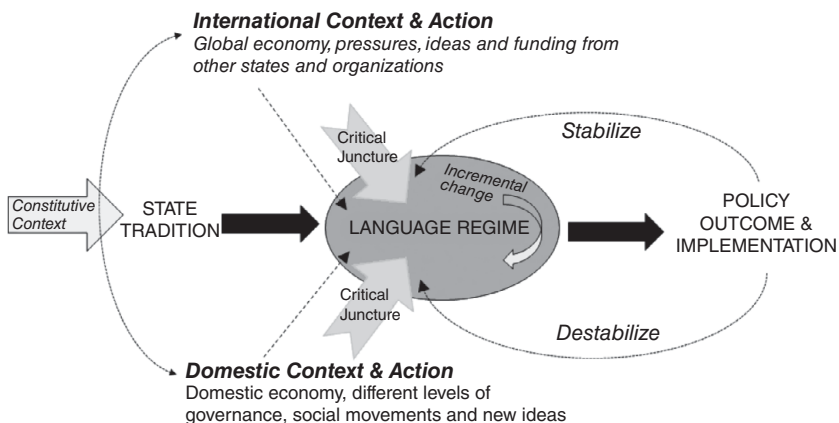 International Context & Action
Global economy, pressures, ideas and funding from
other states and organizations
Critical
Juncture
Stabilize
Incremental
change
Constitutive
Context
STATE
TRADITION
LANGUAGE REGIME
POLICY
OUTCOME &
IMPLEMENTATION
Critical
Juncture
Destabilize
Domestic Context & Action
Domestic economy, different levels of
governance, social movements and new ideas